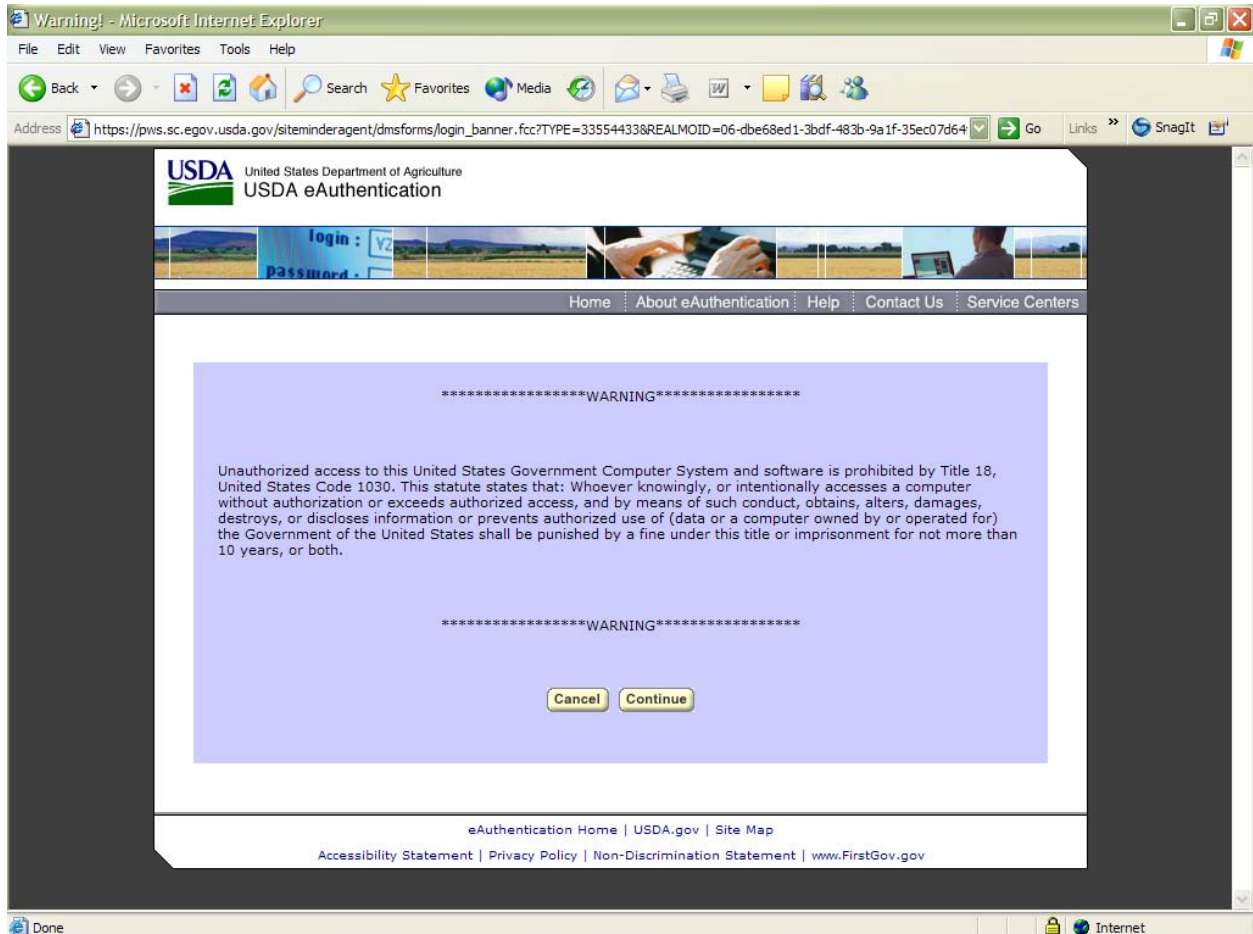 Warning! - Microsoft Internet Explorer
File Edit View Favorites Tools Help
Back Search Favorites Media
Address https://pws.sc.egov.usda.gov/siteminderagent/dmsforms/login_banner.fcc?TYPE=33554433&REALMOID=06-dbe68ed1-3bdf-483b-9a1f-35ec07d64 Go Links » SnagIt
USDA United States Department of Agriculture
USDA eAuthentication
login : YZ
password :
Home About eAuthentication Help Contact Us Service Centers
*****************WARNING*****************
Unauthorized access to this United States Government Computer System and software is prohibited by Title 18,
United States Code 1030. This statute states that: Whoever knowingly, or intentionally accesses a computer
without authorization or exceeds authorized access, and by means of such conduct, obtains, alters, damages,
destroys, or discloses information or prevents authorized use of (data or a computer owned by or operated for)
the Government of the United States shall be punished by a fine under this title or imprisonment for not more than
10 years, or both.
*****************WARNING*****************
Cancel Continue
eAuthentication Home | USDA.gov | Site Map
Accessibility Statement | Privacy Policy | Non-Discrimination Statement | www.FirstGov.gov
Done Internet